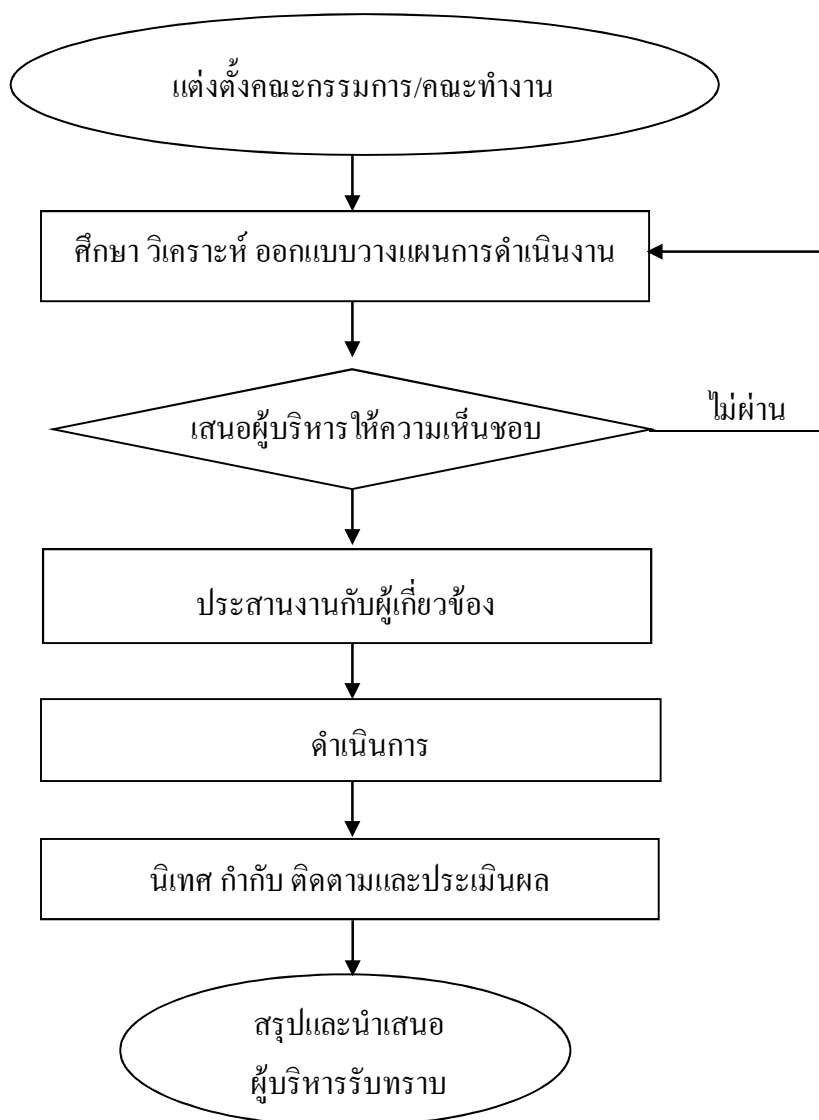 แต่งตั้งคณะกรรมการ/คณะทำงาน
ศึกษา วิเคราะห์ ออกแบบวางแผนการดำเนินงาน
เสนอผู้บริหารให้ความเห็นชอบ
ไม่ผ่าน
ประสานงานกับผู้เกี่ยวข้อง
ดำเนินการ
นิเทศ กำกับ ติดตามและประเมินผล
สรุปและนำเสนอ
ผู้บริหารรับทราบ